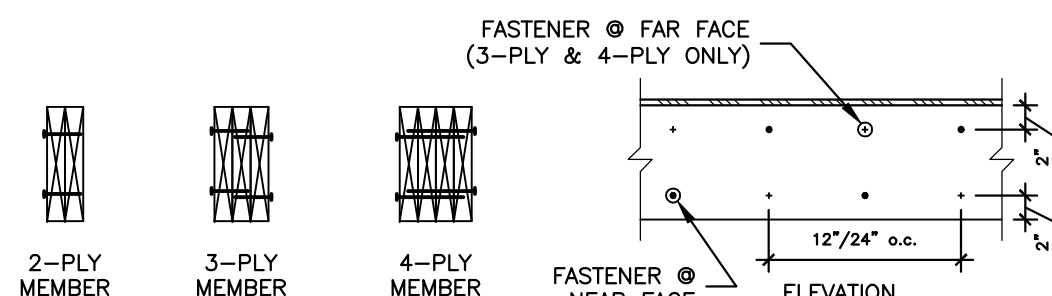 FASTENER @ FAR FACE
(3-PLY & 4-PLY ONLY)
2"
2"
12"/24" o.c.
2-PLY
MEMBER
3-PLY
MEMBER
4-PLY
MEMBER
FASTENER @
NEAR FACE
ELEVATION